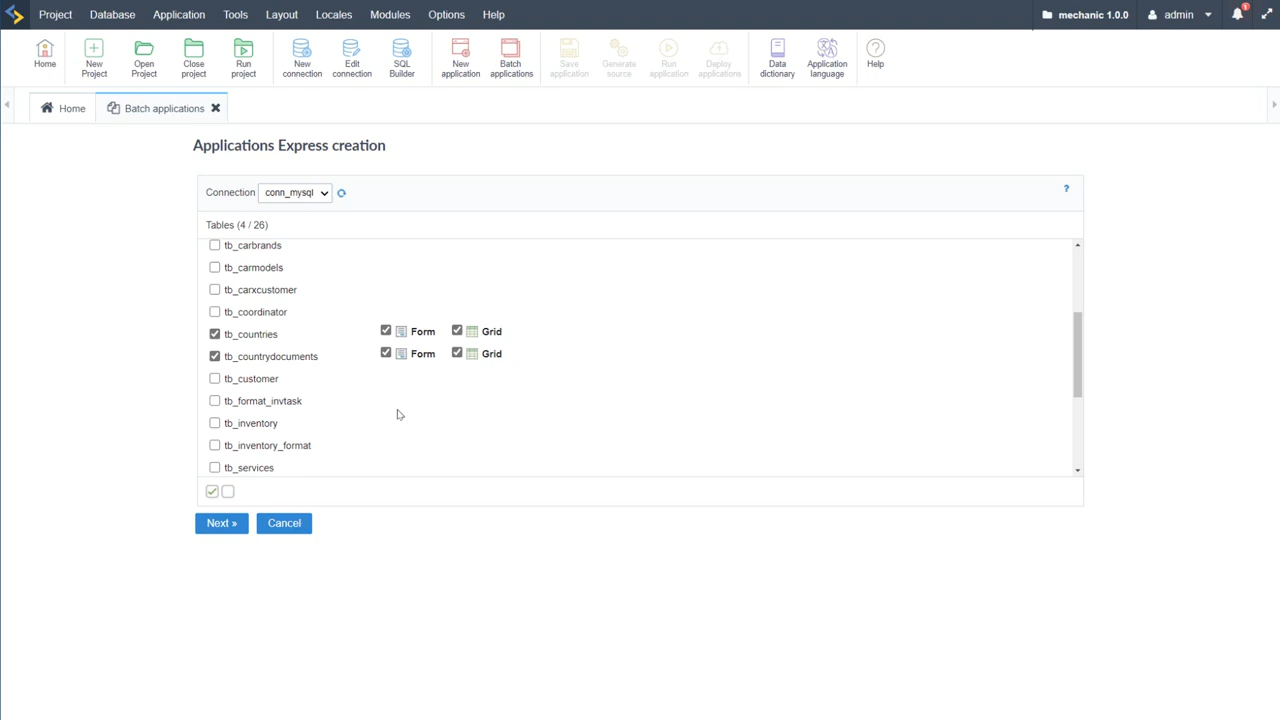 Project Database Application Tools Layout Locales Modules Options Help mechanic 1.0.0 admin 1
Home New Project Open Project Close project Run project New connection Edit connection SQL Builder New application Batch applications Save application Generate source Run application Deploy applications Data dictionary Application language Help
Home Batch applications
Applications Express creation
Connection conn_mysql ?
Tables (4 / 26)
tb_carbrands
tb_carmodels
tb_carxcustomer
tb_coordinator
tb_countries Form Grid
tb_countrydocuments Form Grid
tb_customer
tb_format_invtask
tb_inventory
tb_inventory_format
tb_services
Next » Cancel